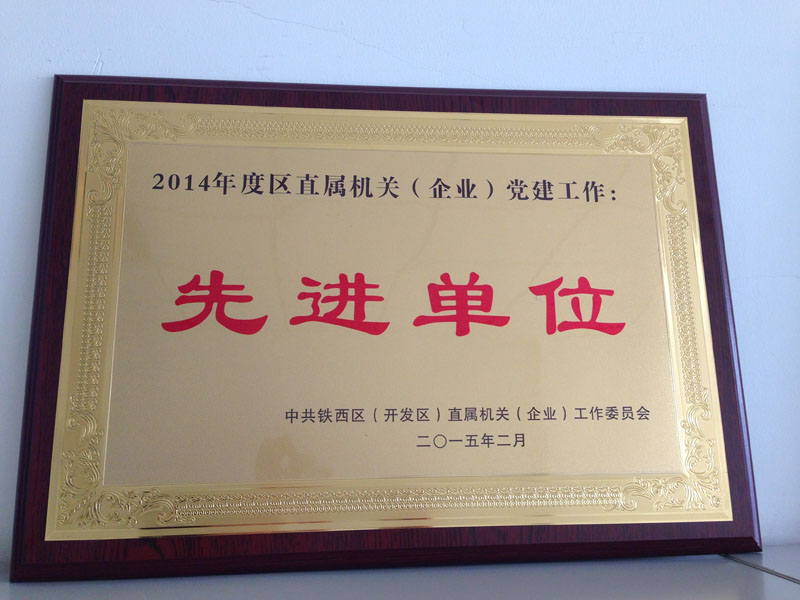 2014年度区直属机关（企业）党建工作：
先进单位
中共铁西区（开发区）直属机关（企业）工作委员会
二〇一五年二月